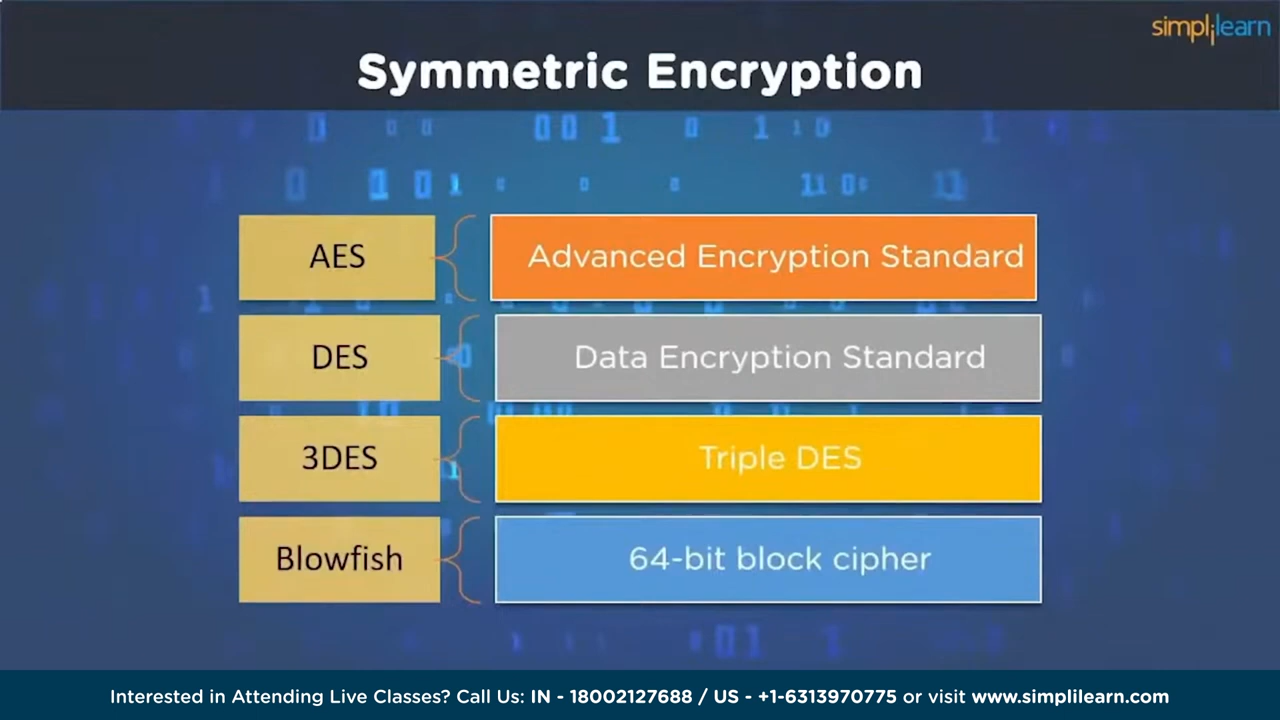 simplilearn
Symmetric Encryption
AES
Advanced Encryption Standard
DES
Data Encryption Standard
3DES
Triple DES
Blowfish
64-bit block cipher
Interested in Attending Live Classes? Call Us: IN - 18002127688 / US - +1-6313970775 or visit www.simplilearn.com